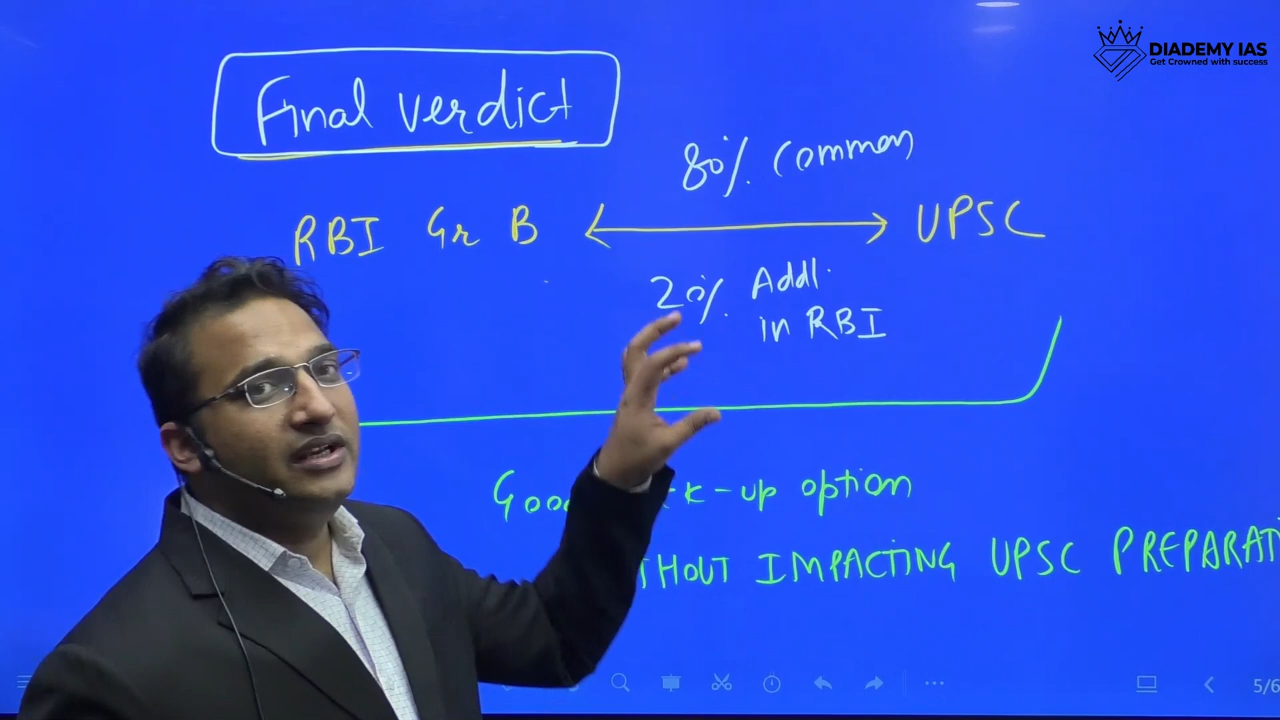 DIADEMY IAS
Get Crowned with success
Final verdict
80% Common
RBI Gr B UPSC
20% Addl.
in RBI
option
IMPACTING UPSC
5/6